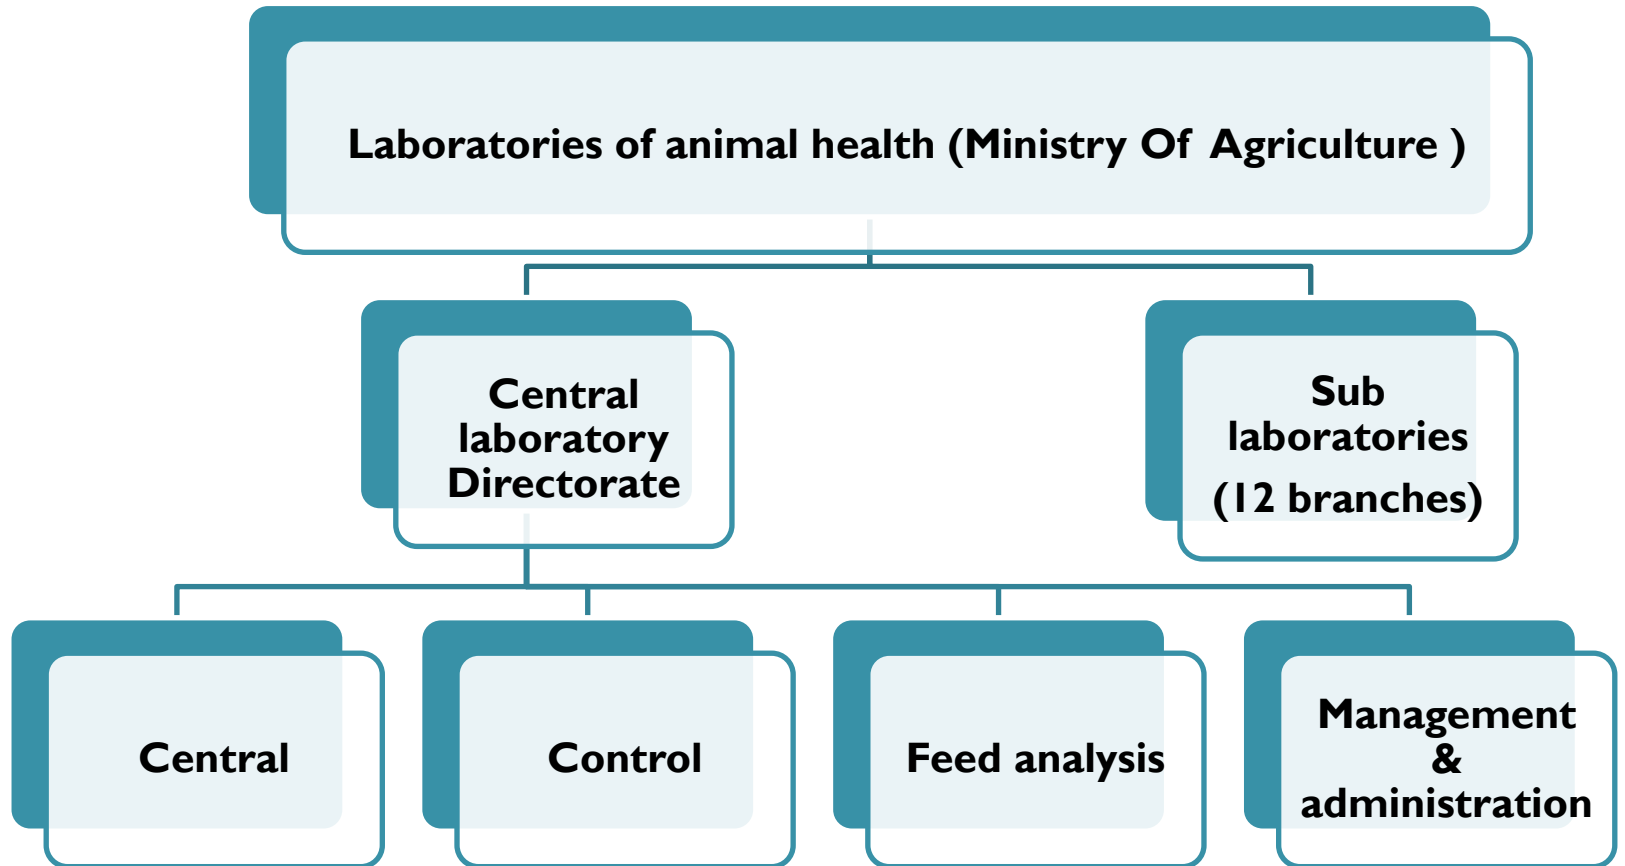 Laboratories of animal health (Ministry Of Agriculture )
Central
laboratory
Directorate
Sub
laboratories
(12 branches)
Central
Control
Feed analysis
Management
&
administration